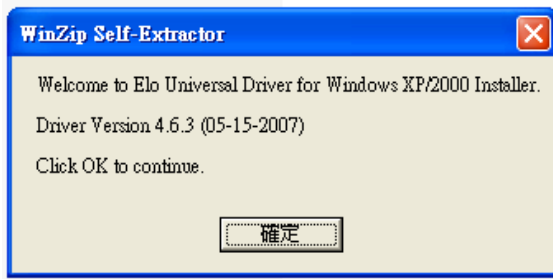 WinZip Self-Extractor
Welcome to Elo Universal Driver for Windows XP/2000 Installer.
Driver Version 4.6.3 (05-15-2007)
Click OK to continue.
確定